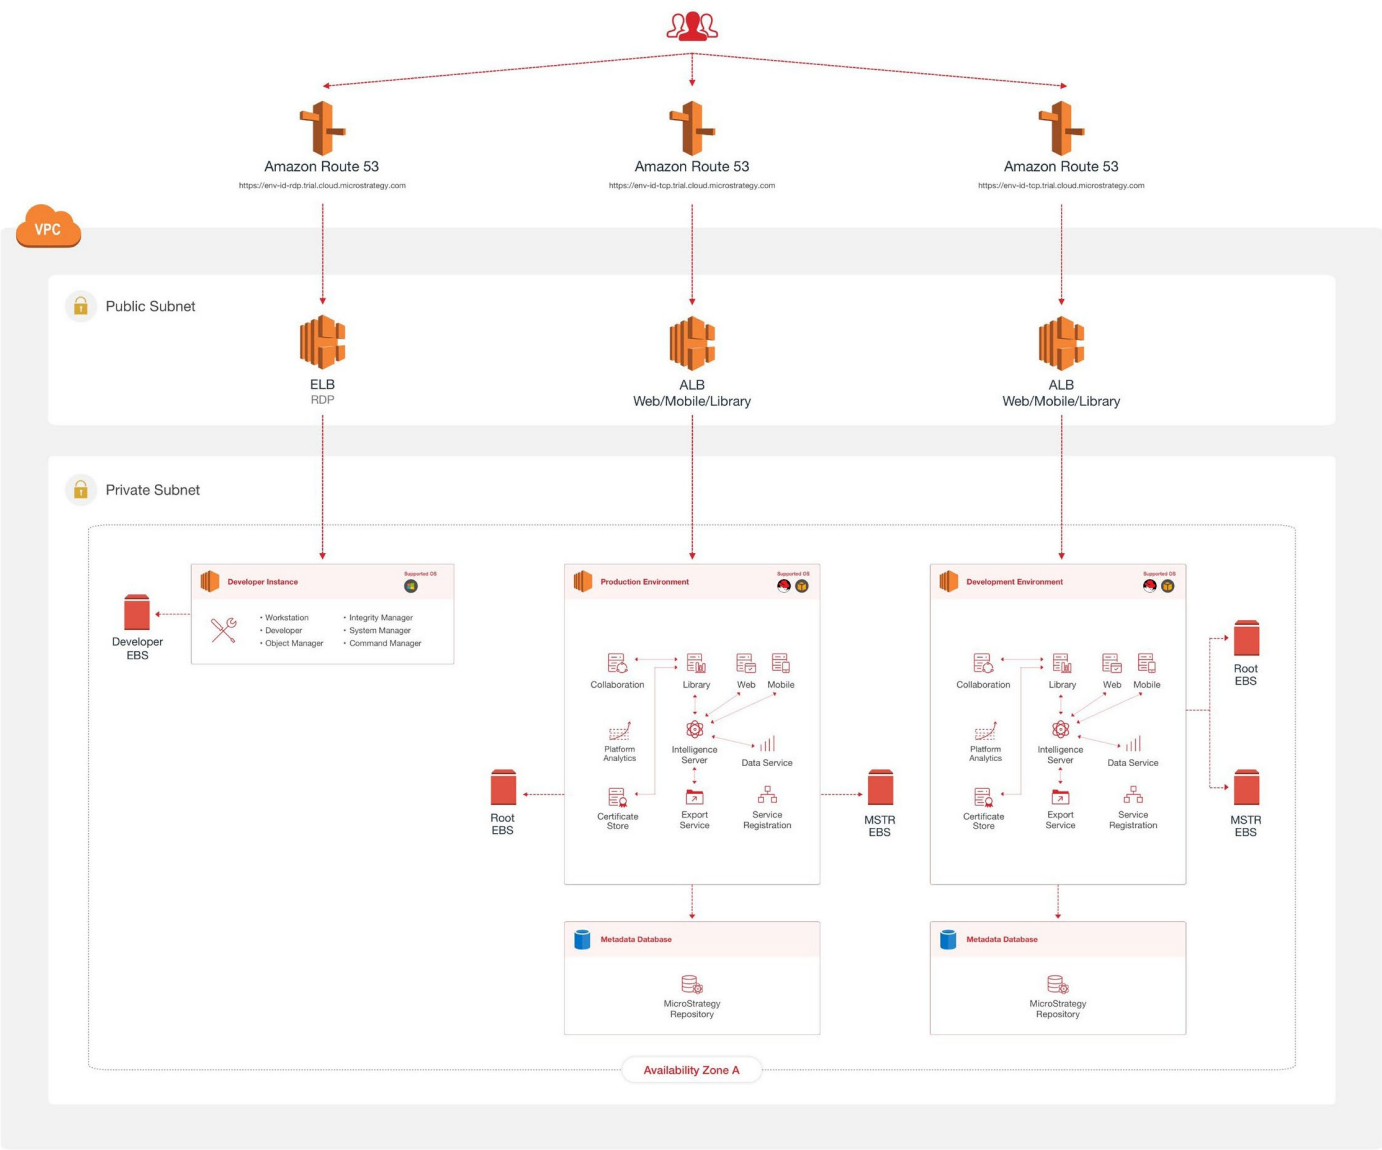 Amazon Route 53
https://env-id-rdp.trial.cloud.microstrategy.com
Amazon Route 53
https://env-id-tcp.trial.cloud.microstrategy.com
Amazon Route 53
https://env-id-tcp.trial.cloud.microstrategy.com
VPC
Public Subnet
ELB
RDP
ALB
Web/Mobile/Library
ALB
Web/Mobile/Library
Private Subnet
Developer Instance
Supported OS
• Workstation
• Developer
• Object Manager
• Integrity Manager
• System Manager
• Command Manager
Developer
EBS
Production Environment
Supported OS
Collaboration
Library
Web
Mobile
Platform
Analytics
Intelligence
Server
Data Service
Certificate
Store
Export
Service
Service
Registration
Root
EBS
MSTR
EBS
Development Environment
Supported OS
Collaboration
Library
Web
Mobile
Platform
Analytics
Intelligence
Server
Data Service
Certificate
Store
Export
Service
Service
Registration
Root
EBS
MSTR
EBS
Metadata Database
MicroStrategy
Repository
Metadata Database
MicroStrategy
Repository
Availability Zone A